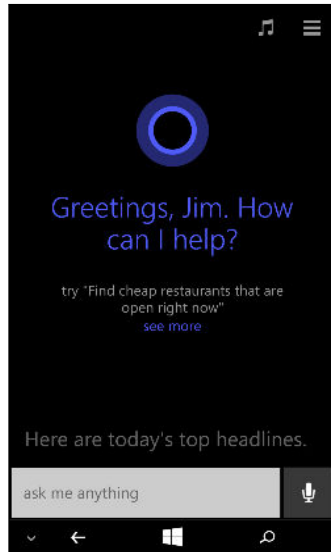 Greetings, Jim. How
can I help?
try "Find cheap restaurants that are
open right now"
see more
Here are today's top headlines.
ask me anything